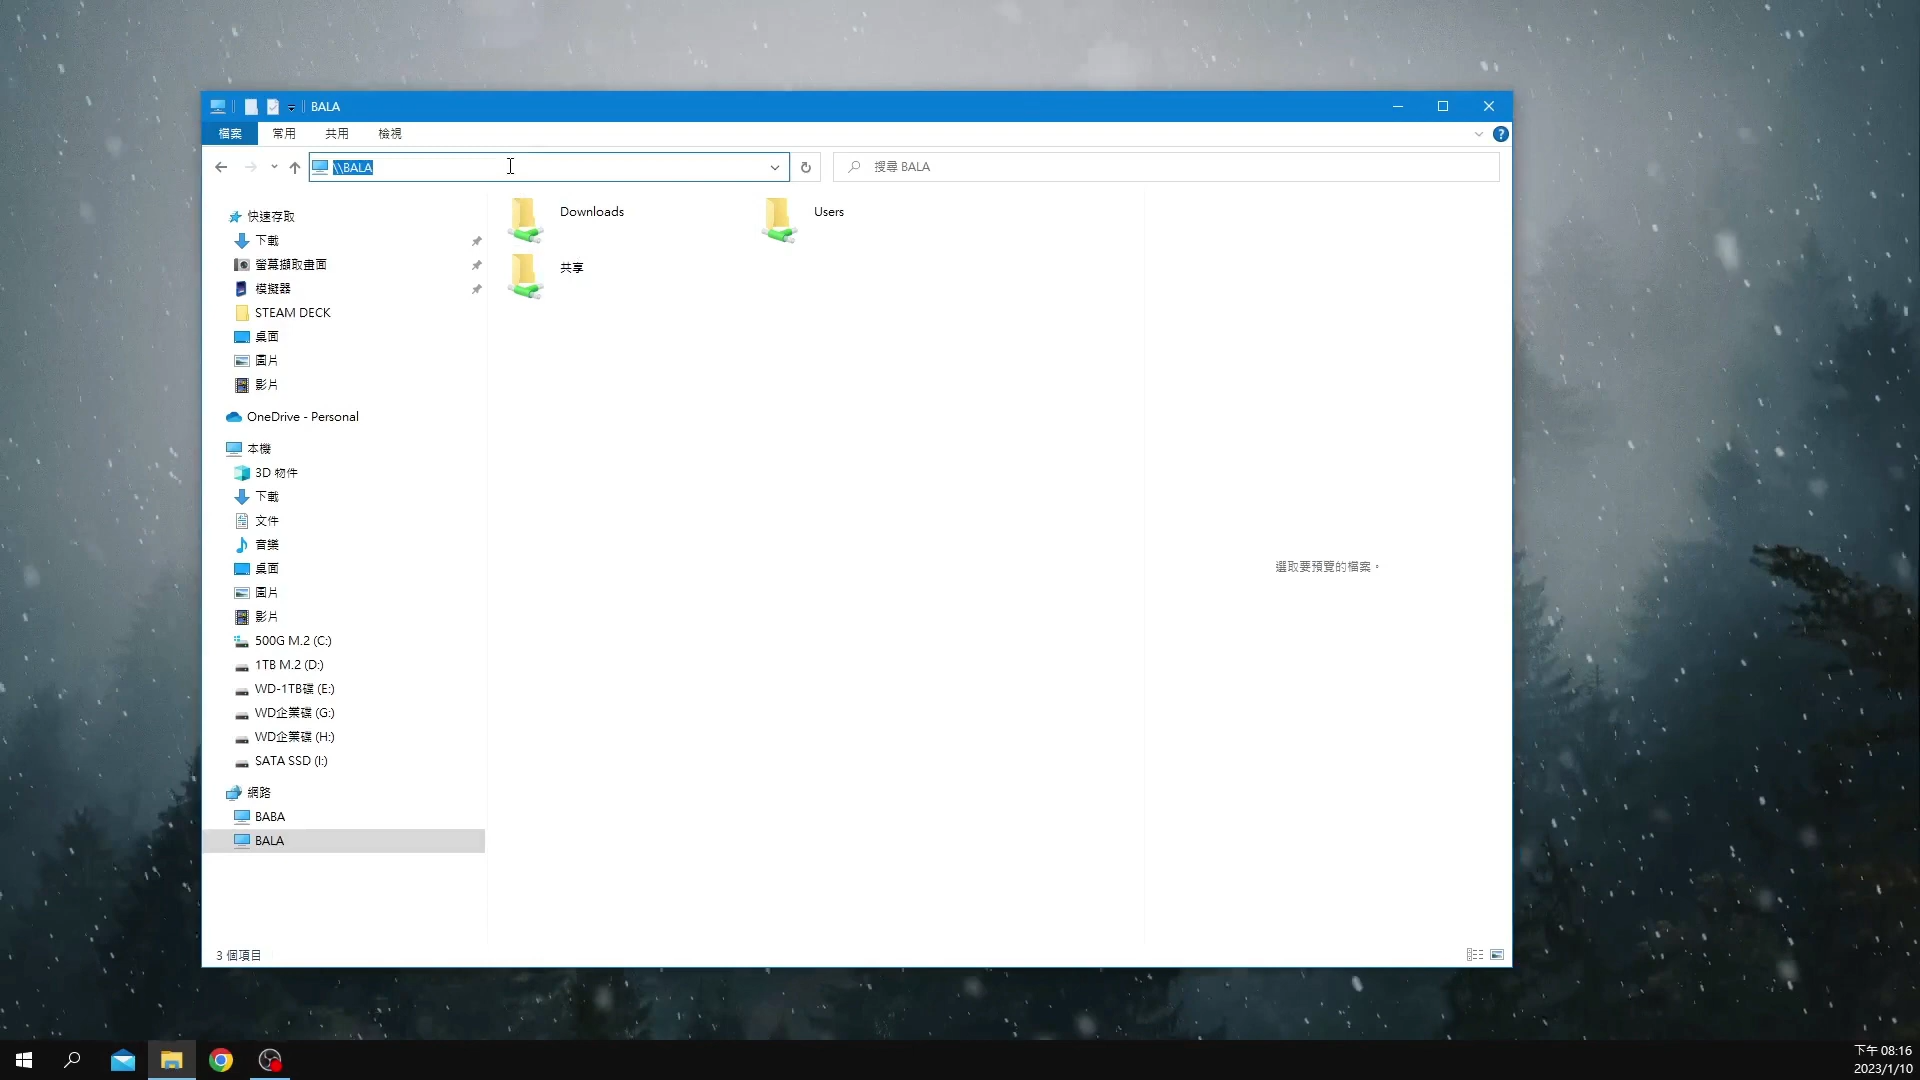 BALA
檔案 常用 共用 檢視
\\BALA
搜尋 BALA
快速存取
下載
螢幕擷取畫面
模擬器
STEAM DECK
桌面
圖片
影片
OneDrive - Personal
本機
3D 物件
下載
文件
音樂
桌面
圖片
影片
500G M.2 (C:)
1TB M.2 (D:)
WD-1TB碟 (E:)
WD企業碟 (G:)
WD企業碟 (H:)
SATA SSD (I:)
網路
BABA
BALA
Downloads
Users
共享
選取要預覽的檔案。
3 個項目
下午 08:16
2023/1/10